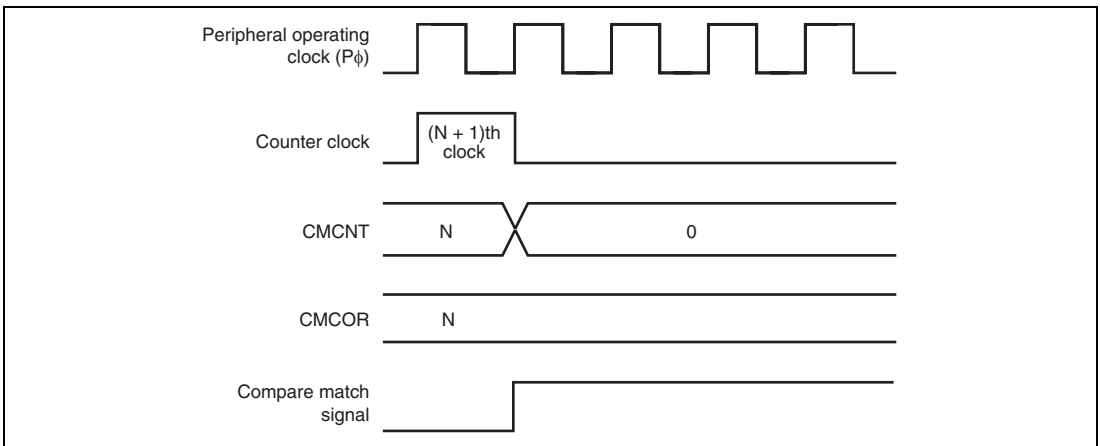 Peripheral operating
clock (Pϕ)
Counter clock
(N + 1)th
clock
CMCNT
N
0
CMCOR
N
Compare match
signal